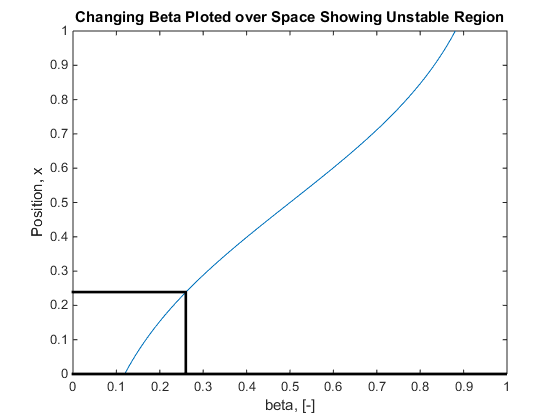 Changing Beta Ploted over Space Showing Unstable Region
1
0.9
0.8
0.7
0.6
0.5
0.4
0.3
0.2
0.1
0
Position, x
0 0.1 0.2 0.3 0.4 0.5 0.6 0.7 0.8 0.9 1
beta, [-]